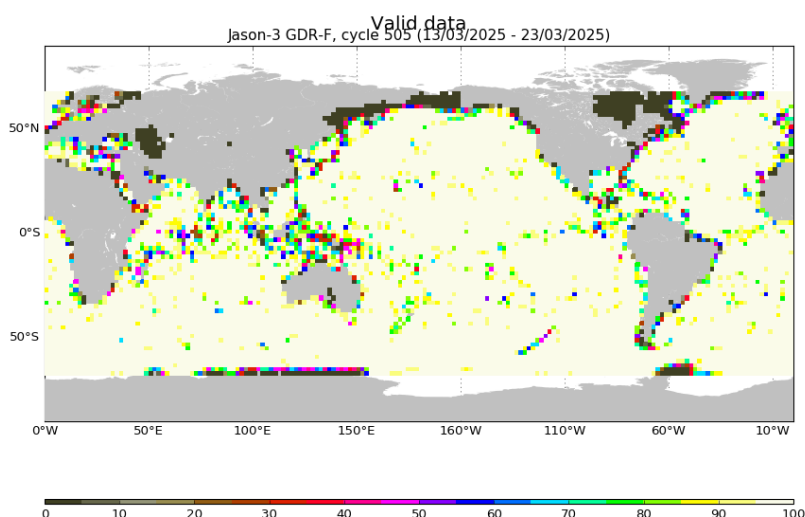 Valid data
Jason-3 GDR-F, cycle 505 (13/03/2025 - 23/03/2025)
50°N
0°S
50°S
0°W 50°E 100°E 150°E 160°W 110°W 60°W 10°W
0 10 20 30 40 50 60 70 80 90 100